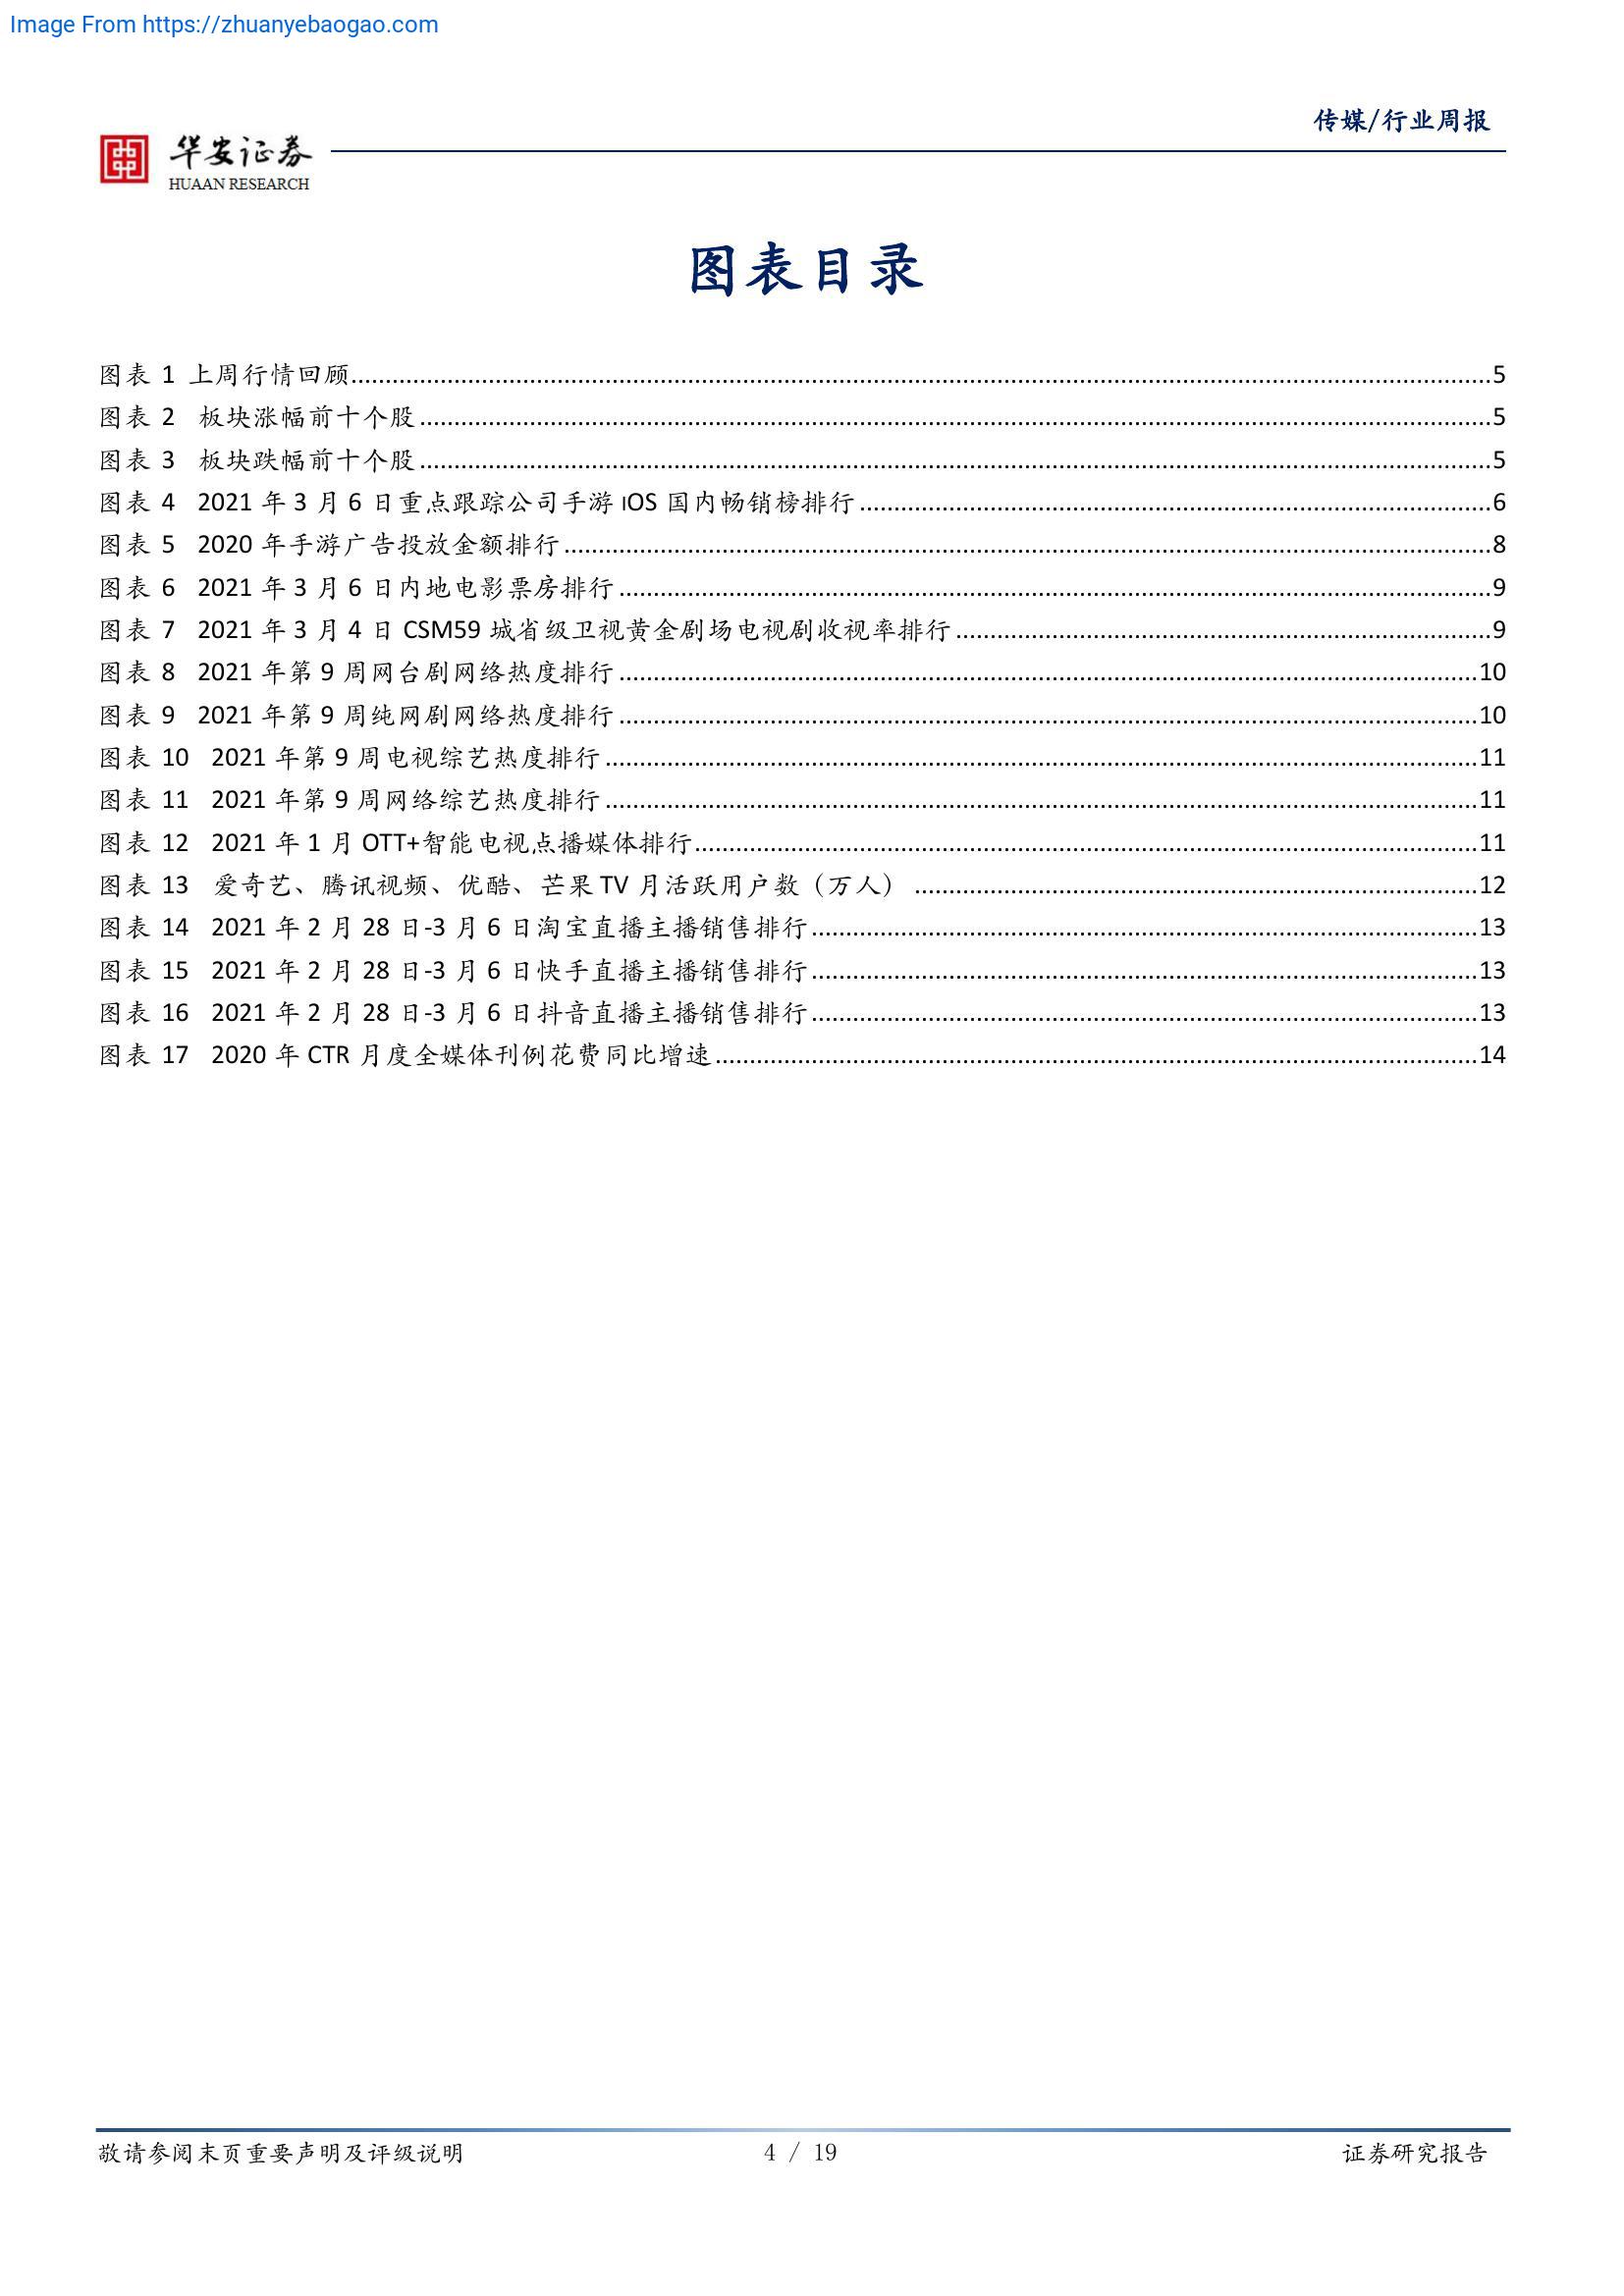 Image From https://zhuanyebaogao.com
传媒/行业周报
华安证券
HUAAN RESEARCH
图表目录
图表 1 上周行情回顾 5
图表 2 板块涨幅前十个股 5
图表 3 板块跌幅前十个股 5
图表 4 2021 年 3 月 6 日重点跟踪公司手游 iOS 国内畅销榜排行 6
图表 5 2020 年手游广告投放金额排行 8
图表 6 2021 年 3 月 6 日内地电影票房排行 9
图表 7 2021 年 3 月 4 日 CSM59 城省级卫视黄金剧场电视剧收视率排行 9
图表 8 2021 年第 9 周网台剧网络热度排行 10
图表 9 2021 年第 9 周纯网剧网络热度排行 10
图表 10 2021 年第 9 周电视综艺热度排行 11
图表 11 2021 年第 9 周网络综艺热度排行 11
图表 12 2021 年 1 月 OTT+智能电视点播媒体排行 11
图表 13 爱奇艺、腾讯视频、优酷、芒果 TV 月活跃用户数（万人） 12
图表 14 2021 年 2 月 28 日-3 月 6 日淘宝直播主播销售排行 13
图表 15 2021 年 2 月 28 日-3 月 6 日快手直播主播销售排行 13
图表 16 2021 年 2 月 28 日-3 月 6 日抖音直播主播销售排行 13
图表 17 2020 年 CTR 月度全媒体刊例花费同比增速 14
敬请参阅末页重要声明及评级说明 4 / 19 证券研究报告